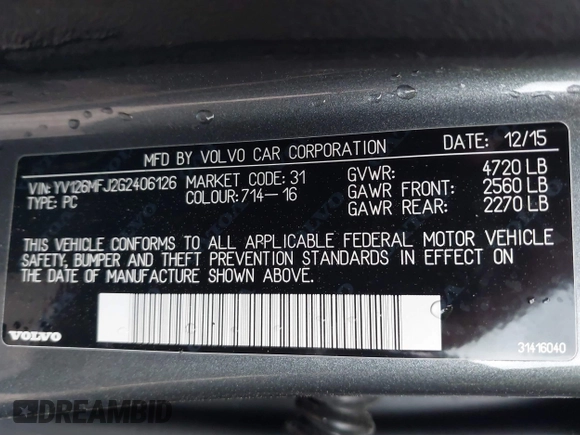 MFD BY VOLVO CAR CORPORATION DATE: 12/15
VIN: YV126MFJ2G2406126 MARKET CODE: 31 GVWR: 4720 LB
TYPE: PC COLOUR: 714-16 GAWR FRONT: 2560 LB
GAWR REAR: 2270 LB
THIS VEHICLE CONFORMS TO ALL APPLICABLE FEDERAL MOTOR VEHICLE
SAFETY, BUMPER AND THEFT PREVENTION STANDARDS IN EFFECT ON
THE DATE OF MANUFACTURE SHOWN ABOVE.
VOLVO 31416040
DREAMBID